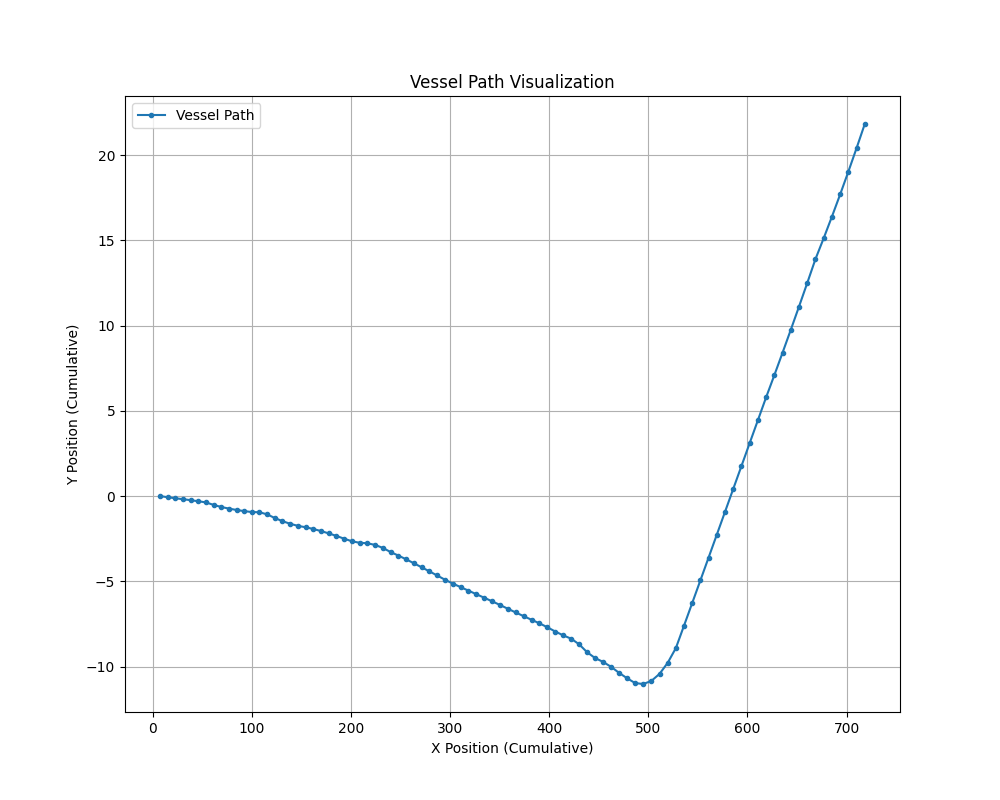 Vessel Path Visualization
Vessel Path
20
15
10
5
0
−5
−10
Y Position (Cumulative)
0 100 200 300 400 500 600 700
X Position (Cumulative)